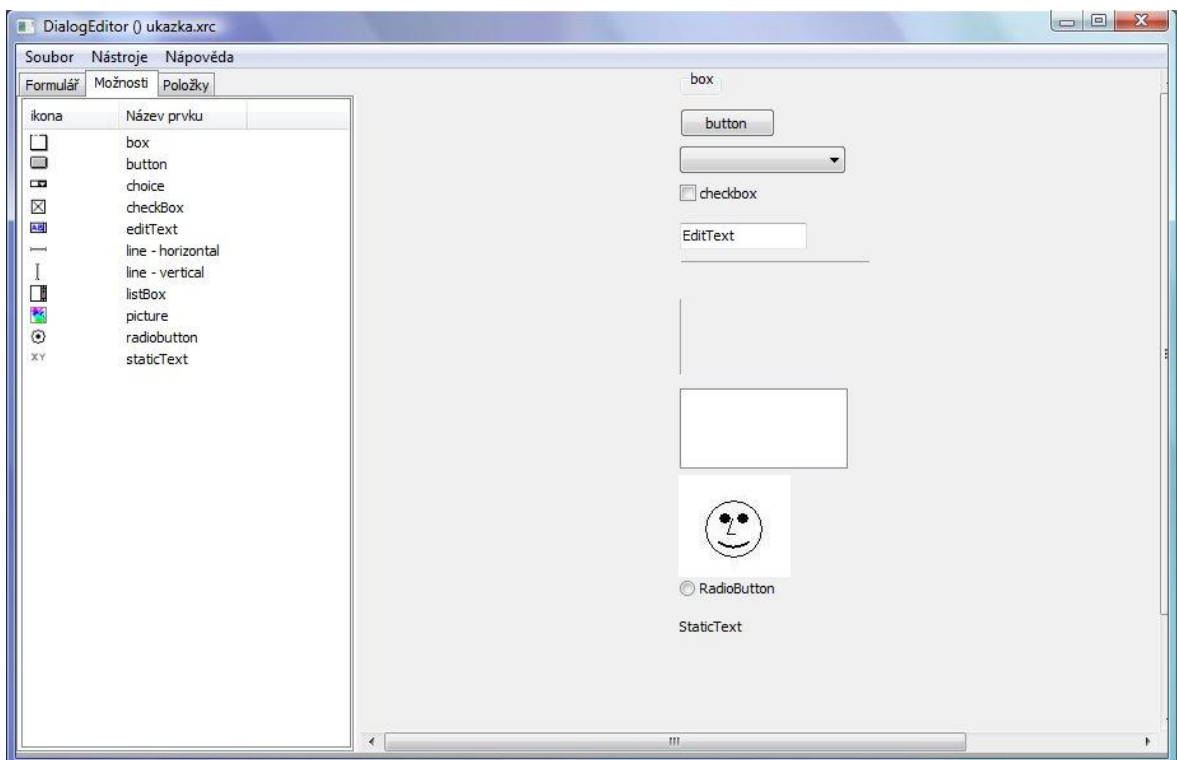 DialogEditor () ukazka.xrc
Soubor Nástroje Nápověda
Formulář Možnosti Položky
ikona Název prvku
box
button
choice
checkBox
editText
line - horizontal
line - vertical
listBox
picture
radiobutton
XY staticText
box
button
checkbox
EditText
RadioButton
StaticText